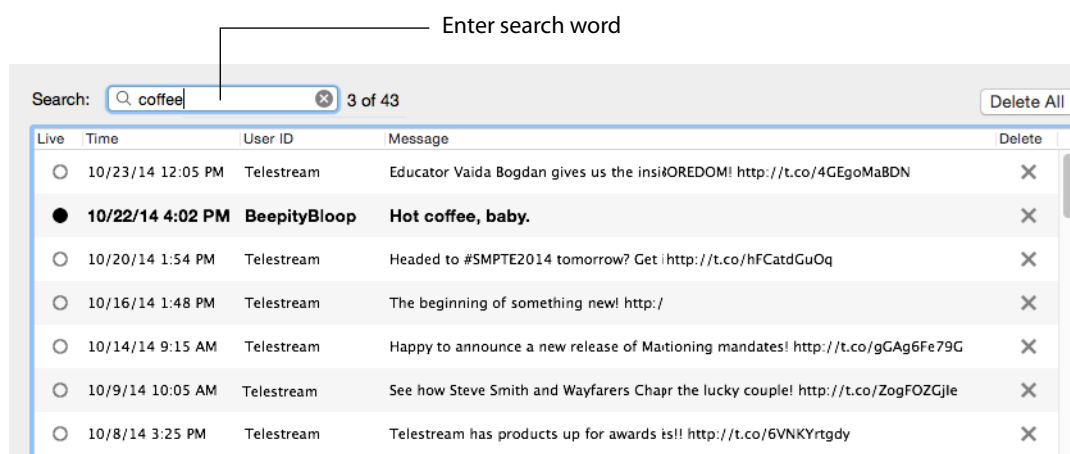 Enter search word
Search: coffee 3 of 43 Delete All
Live Time User ID Message Delete
10/23/14 12:05 PM Telestream Educator Vaida Bogdan gives us the insi OREDOM! http://t.co/4GEgoMaBDN
10/22/14 4:02 PM BeepityBloop Hot coffee, baby.
10/20/14 1:54 PM Telestream Headed to #SMPTE2014 tomorrow? Get http://t.co/hFCatdGuOq
10/16/14 1:48 PM Telestream The beginning of something new! http:/
10/14/14 9:15 AM Telestream Happy to announce a new release of Ma tioning mandates! http://t.co/gGAg6Fe79G
10/9/14 10:05 AM Telestream See how Steve Smith and Wayfarers Chap r the lucky couple! http://t.co/ZogFOZGjle
10/8/14 3:25 PM Telestream Telestream has products up for awards !! http://t.co/6VNKYrtgdy